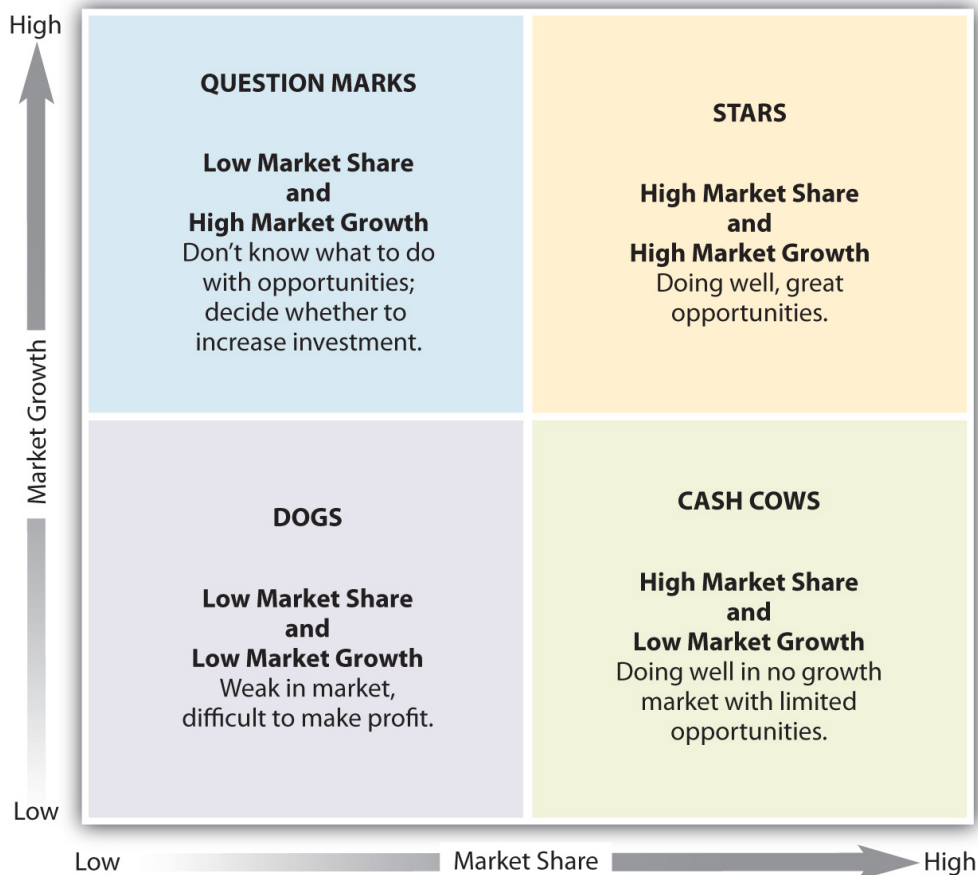 High
Market Growth
Low
QUESTION MARKS
Low Market Share
and
High Market Growth
Don't know what to do
with opportunities;
decide whether to
increase investment.
STARS
High Market Share
and
High Market Growth
Doing well, great
opportunities.
DOGS
Low Market Share
and
Low Market Growth
Weak in market,
difficult to make profit.
CASH COWS
High Market Share
and
Low Market Growth
Doing well in no growth
market with limited
opportunities.
Low
Market Share
High